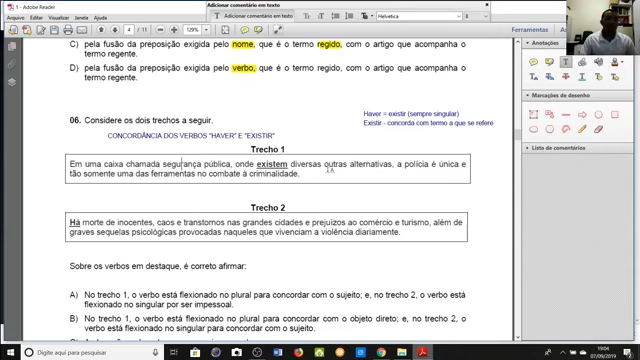 Adobe Reader
Adicionar comentário em texto
Arquivo Editar Visualizar Janela Ajuda
Adicionar comentário em texto
Helvetica
4 / 11
129%
C) pela fusão da preposição exigida pelo nome, que é o termo regido, com o artigo que acompanha o
termo regente.
D) pela fusão da preposição exigida pelo verbo, que é o termo regido, com o artigo que acompanha o
termo regente.
06. Considere os dois trechos a seguir.
Haver = existir (sempre singular)
Existir - concorda com termo a que se refere
CONCORDÂNCIA DOS VERBOS "HAVER" E "EXISTIR"
Trecho 1
Em uma caixa chamada segurança pública, onde existem diversas outras alternativas, a polícia é única e
tão somente uma das ferramentas no combate à criminalidade.
Trecho 2
Há morte de inocentes, caos e transtornos nas grandes cidades e prejuízos ao comércio e turismo, além de
graves sequelas psicológicas provocadas naqueles que vivenciam a violência diariamente.
Sobre os verbos em destaque, é correto afirmar:
A) No trecho 1, o verbo está flexionado no plural para concordar com o sujeito; e, no trecho 2, o verbo está
flexionado no singular por ser impessoal.
B) No trecho 1, o verbo está flexionado no plural para concordar com o objeto direto; e, no trecho 2, o
verbo está flexionado no singular para concordar com o sujeito.
Anotações
Marcações de desenho
Digite aqui para pesquisar
19:04
07/09/2019